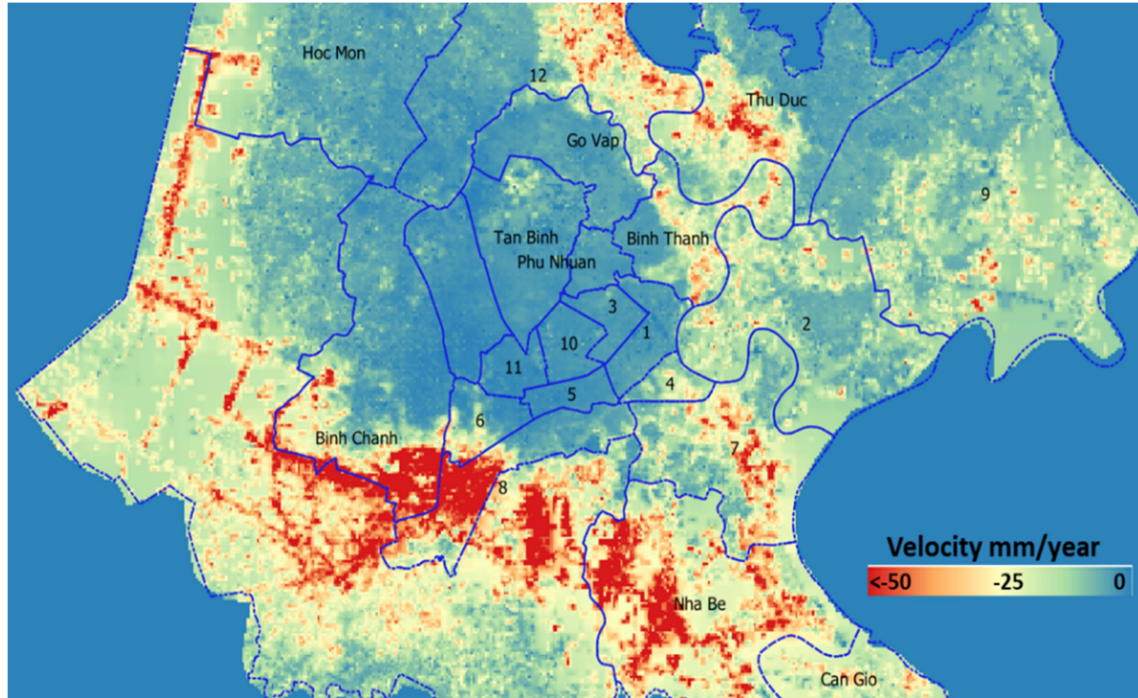 Hoc Mon
12
Thu Duc
Go Vap
9
Tan Binh
Binh Thanh
Phu Nhuan
3
1
2
10
11
4
5
6
Binh Chanh
7
8
Velocity mm/year
<-50 -25 0
Nha Be
Can Gio